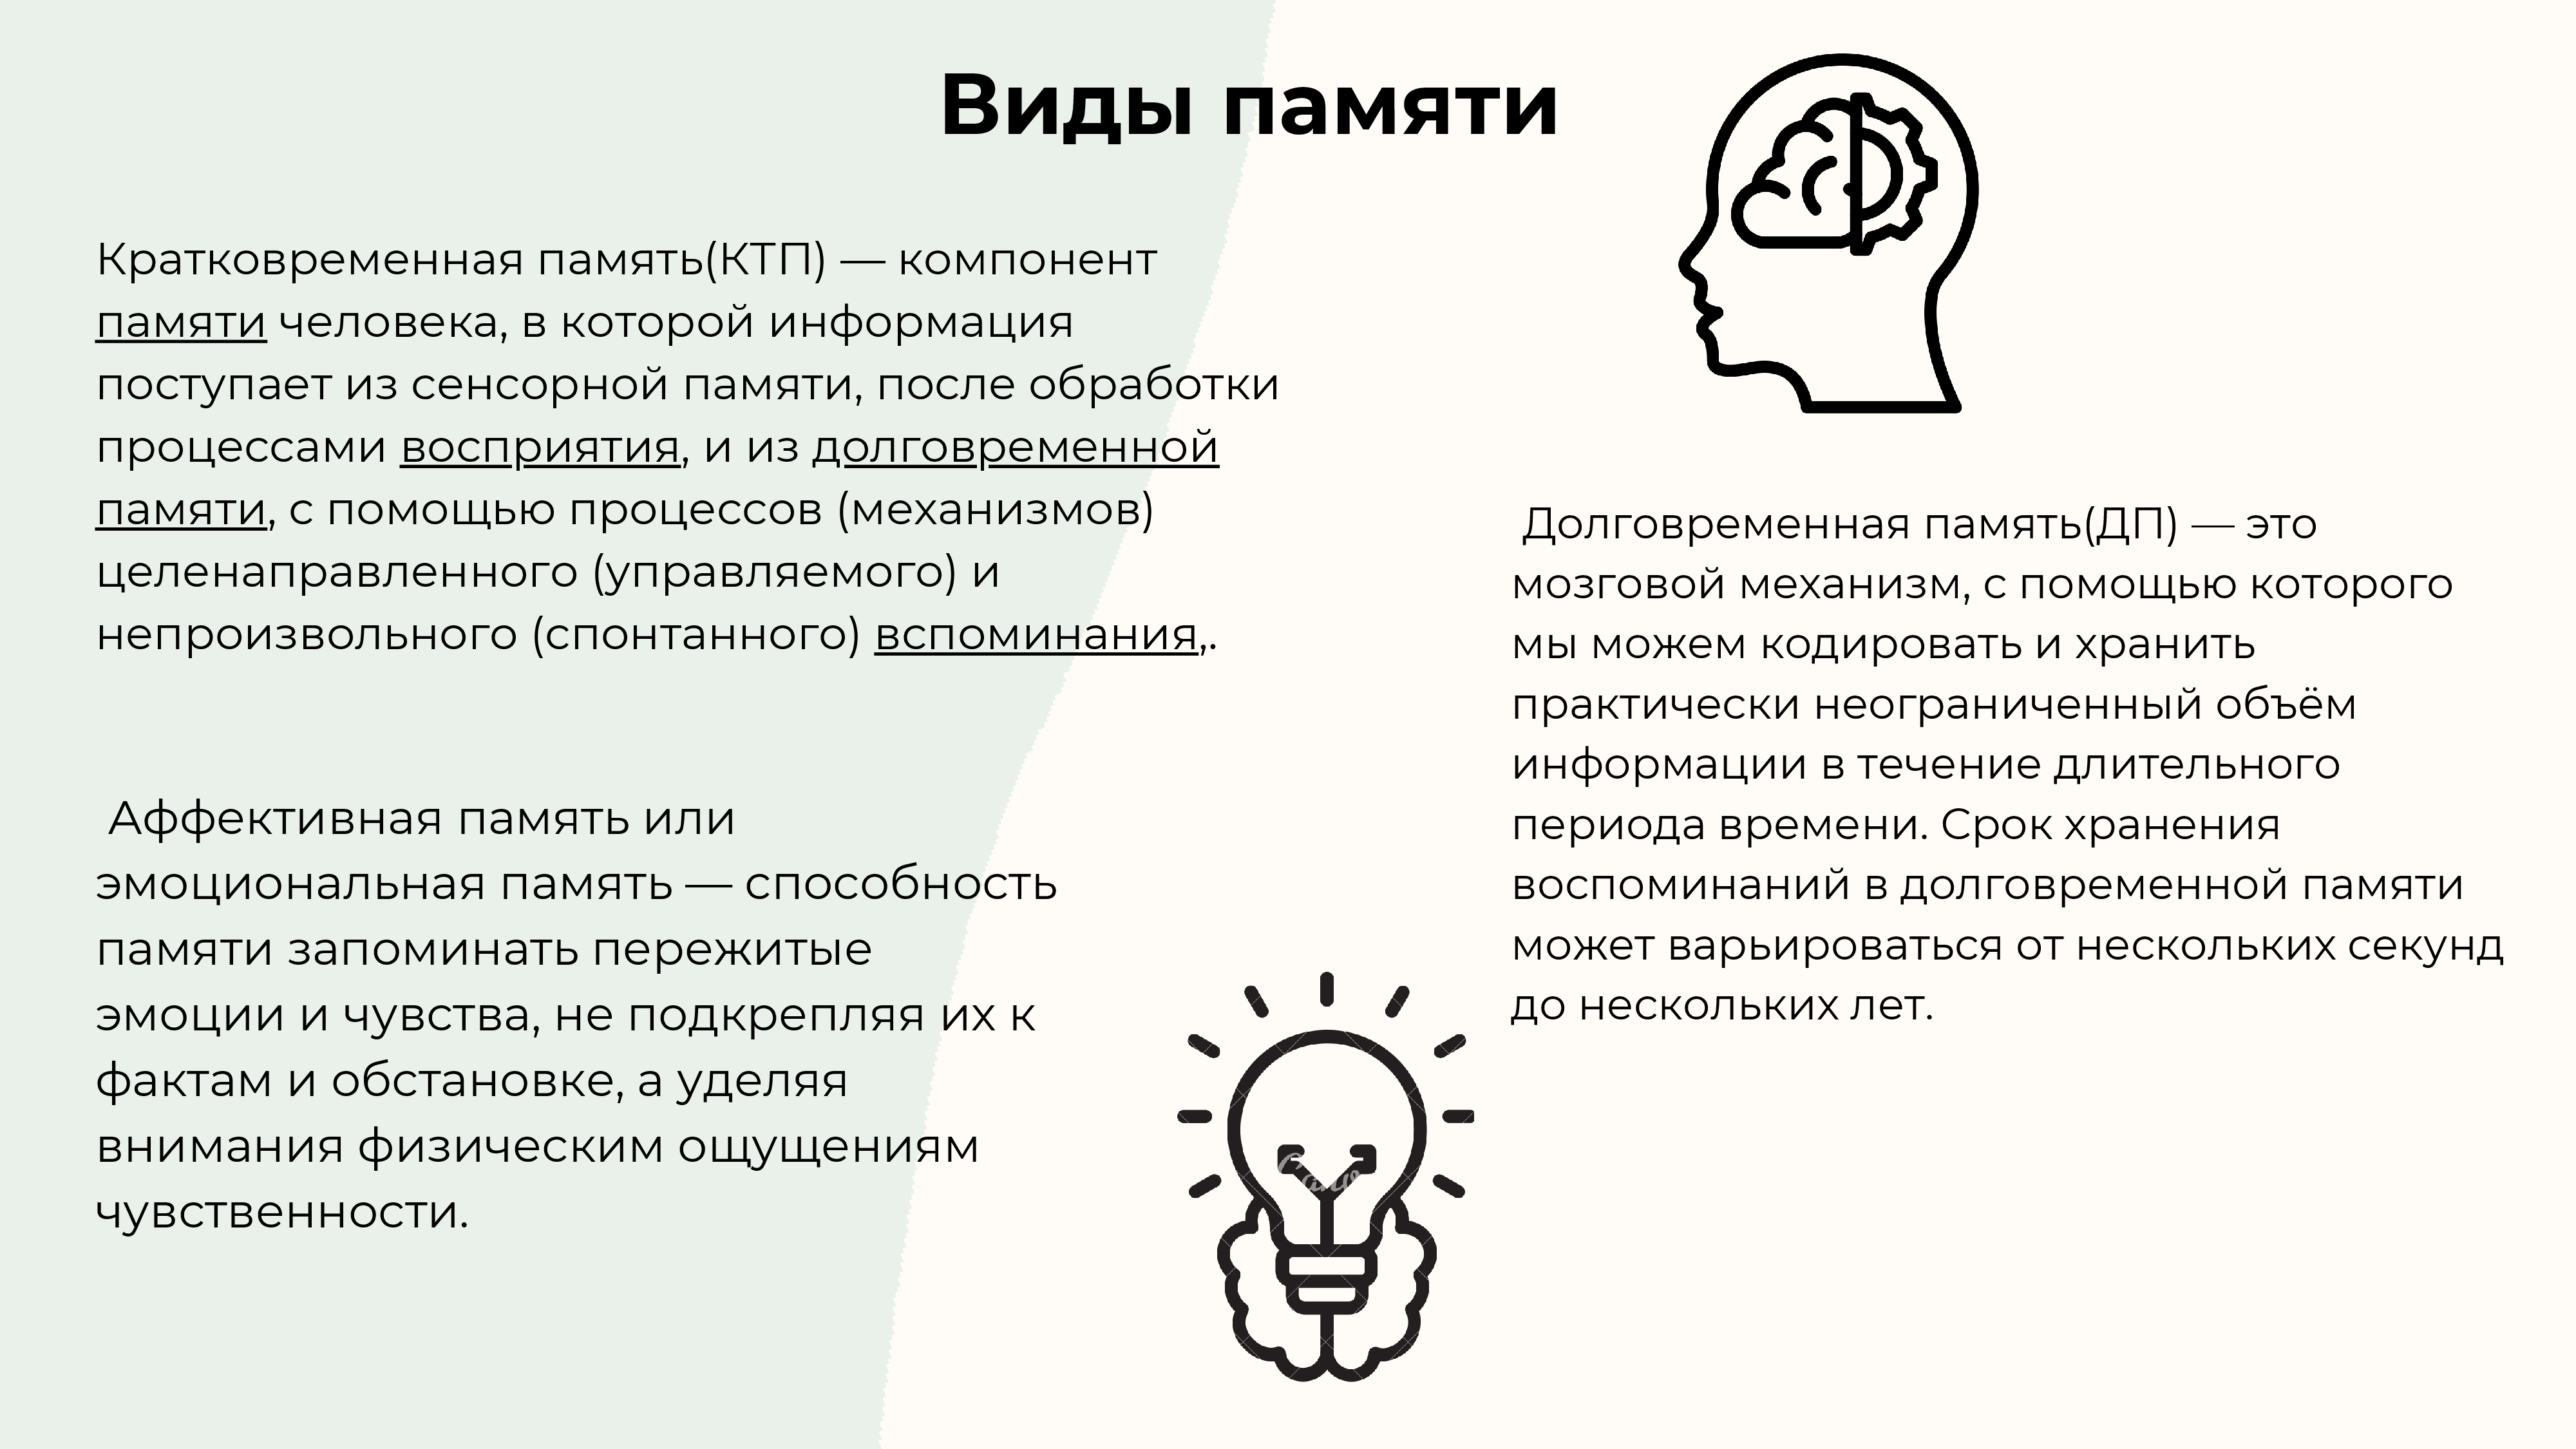 Виды памяти
Кратковременная память(КТП) — компонент
памяти человека, в которой информация
поступает из сенсорной памяти, после обработки
процессами восприятия, и из долговременной
памяти, с помощью процессов (механизмов)
целенаправленного (управляемого) и
непроизвольного (спонтанного) вспоминания,.
Аффективная память или
эмоциональная память — способность
памяти запоминать пережитые
эмоции и чувства, не подкрепляя их к
фактам и обстановке, а уделяя
внимания физическим ощущениям
чувственности.
Долговременная память(ДП) — это
мозговой механизм, с помощью которого
мы можем кодировать и хранить
практически неограниченный объём
информации в течение длительного
периода времени. Срок хранения
воспоминаний в долговременной памяти
может варьироваться от нескольких секунд
до нескольких лет.